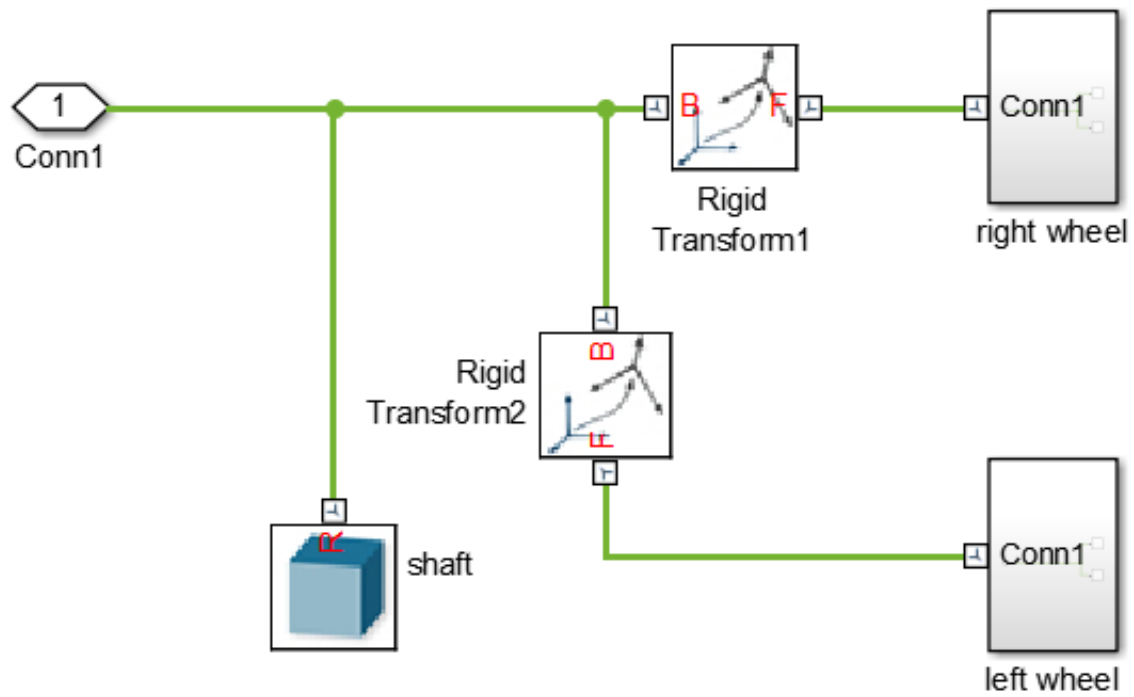 1
Conn1
B
F
Rigid
Transform1
Conn1
right wheel
Rigid
Transform2
B
F
R
shaft
Conn1
left wheel